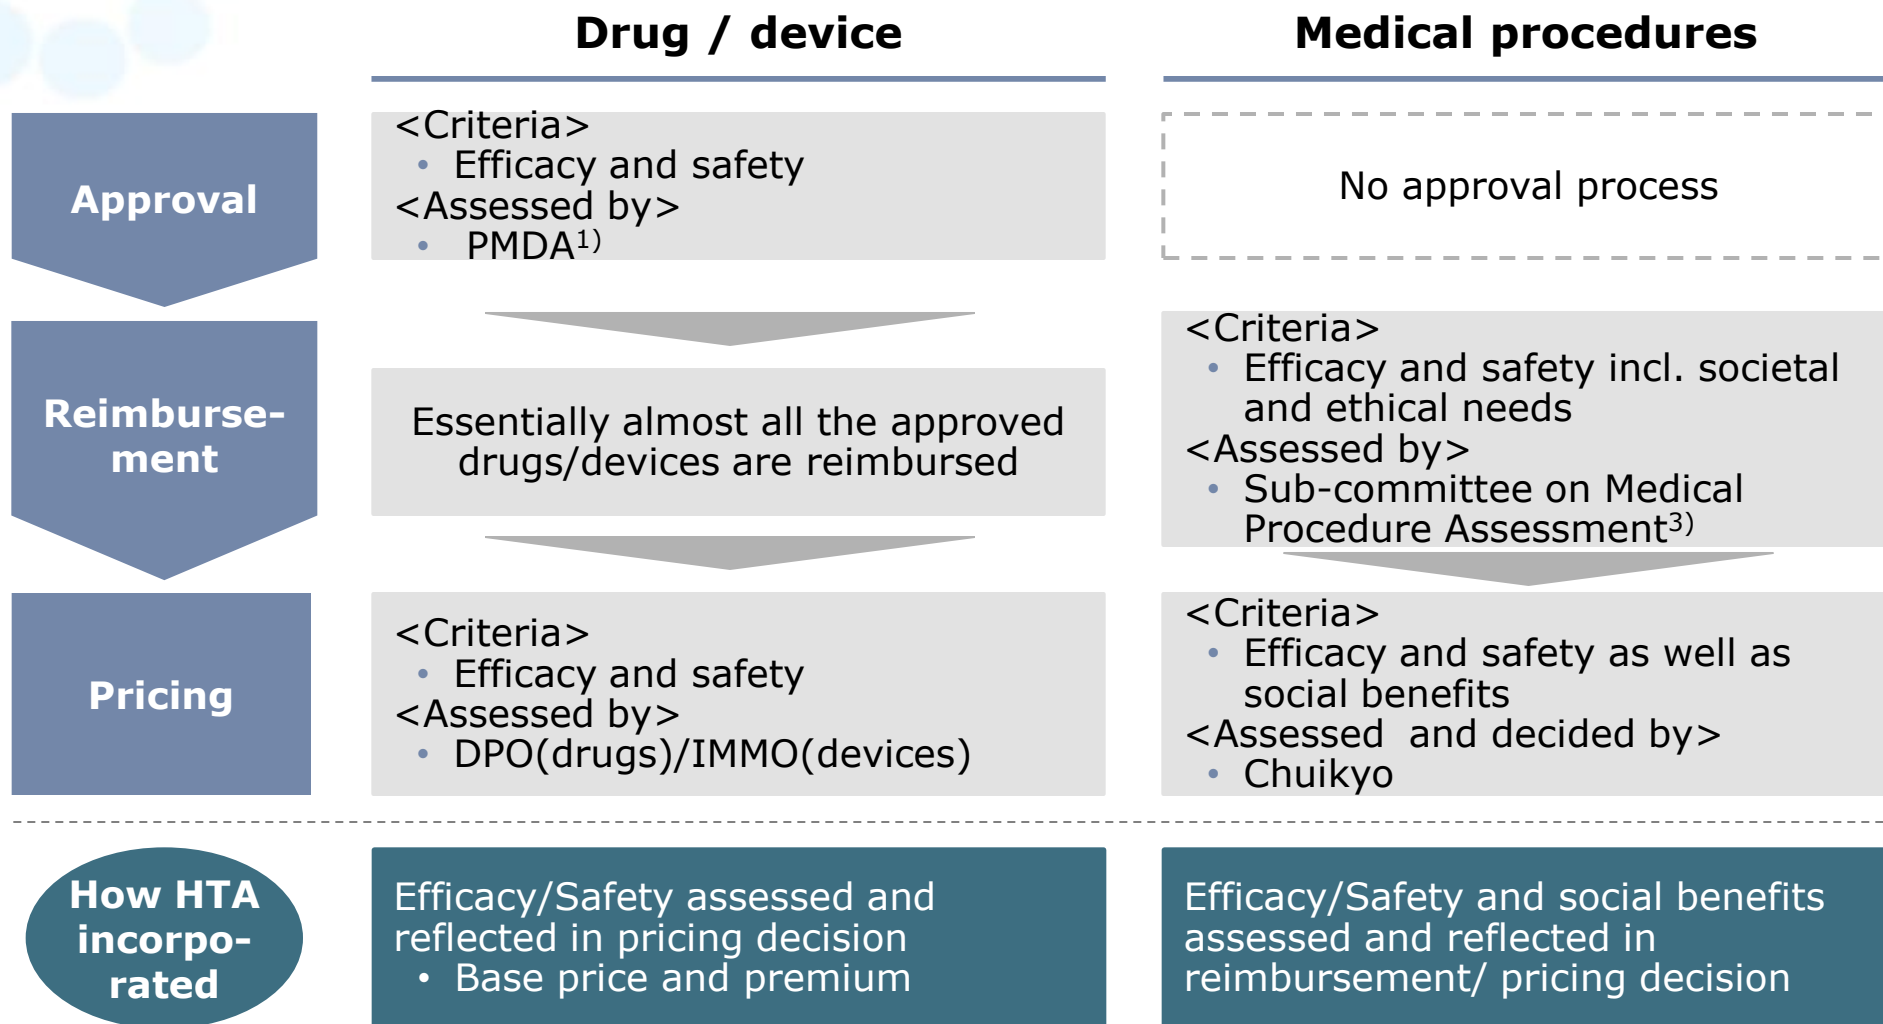 Drug / device
Medical procedures
Approval
<Criteria>
• Efficacy and safety
<Assessed by>
• PMDA1)
No approval process
Reimburse-
ment
Essentially almost all the approved
drugs/devices are reimbursed
<Criteria>
• Efficacy and safety incl. societal
and ethical needs
<Assessed by>
• Sub-committee on Medical
Procedure Assessment3)
Pricing
<Criteria>
• Efficacy and safety
<Assessed by>
• DPO(drugs)/IMMO(devices)
<Criteria>
• Efficacy and safety as well as
social benefits
<Assessed  and decided by>
• Chuikyo
How HTA
incorpo-
rated
Efficacy/Safety assessed and
reflected in pricing decision
• Base price and premium
Efficacy/Safety and social benefits
assessed and reflected in
reimbursement/ pricing decision